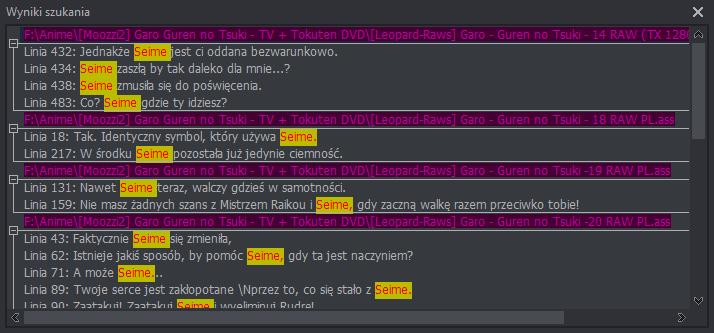 Wyniki szukania
F:\Anime\[Moozzi2] Garo Guren no Tsuki - TV + Tokuten DVD\[Leopard-Raws] Garo - Guren no Tsuki - 14 RAW (TX 1280
Linia 432: Jednakże Seime jest ci oddana bezwarunkowo.
Linia 434: Seime zaszłą by tak daleko dla mnie...?
Linia 438: Seime zmusiła się do poświęcenia.
Linia 483: Co? Seime gdzie ty idziesz?
F:\Anime\[Moozzi2] Garo Guren no Tsuki - TV + Tokuten DVD\[Leopard-Raws] Garo - Guren no Tsuki - 18 RAW PL.ass
Linia 18: Tak. Identyczny symbol, który używa Seime.
Linia 217: W środku Seime pozostała już jedynie ciemność.
F:\Anime\[Moozzi2] Garo Guren no Tsuki - TV + Tokuten DVD\[Leopard-Raws] Garo - Guren no Tsuki -19 RAW PL.ass
Linia 131: Nawet Seime teraz, walczy gdzieś w samotności.
Linia 159: Nie masz żadnych szans z Mistrzem Raikou i Seime, gdy zaczną walkę razem przeciwko tobie!
F:\Anime\[Moozzi2] Garo Guren no Tsuki - TV + Tokuten DVD\[Leopard-Raws] Garo - Guren no Tsuki -20 RAW PL.ass
Linia 43: Faktycznie Seime się zmieniła,
Linia 62: Istnieje jakiś sposób, by pomóc Seime, gdy ta jest naczyniem?
Linia 71: A może Seime...
Linia 89: Twoje serce jest zakłopotane \Nprzez to, co się stało z Seime.
Linia 90: Zaatakuj! Zaatakuj Seime i wyeliminuj Rudrę!